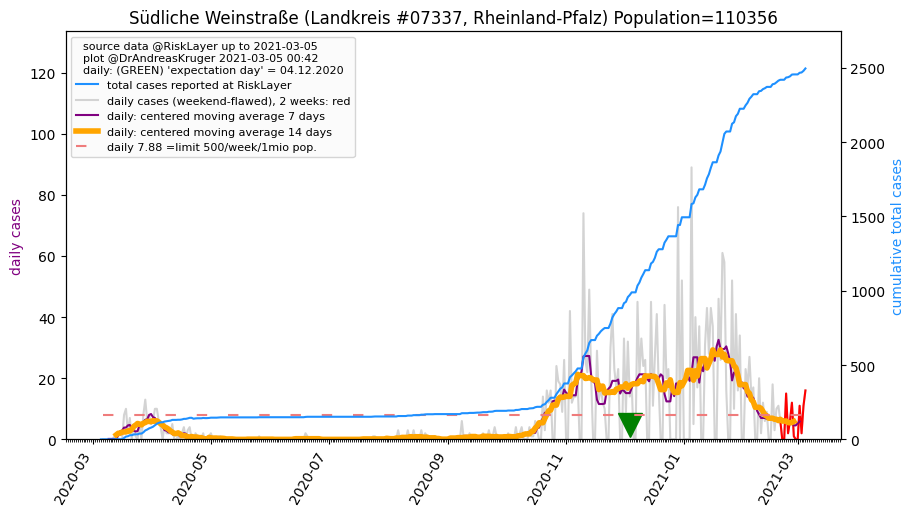 Südliche Weinstraße (Landkreis #07337, Rheinland-Pfalz) Population=110356
source data @RiskLayer up to 2021-03-05
plot @DrAndreasKruger 2021-03-05 00:42
daily: (GREEN) 'expectation day' = 04.12.2020
total cases reported at RiskLayer
daily cases (weekend-flawed), 2 weeks: red
daily: centered moving average 7 days
daily: centered moving average 14 days
daily 7.88 =limit 500/week/1mio pop.
daily cases
120
100
80
60
40
20
0
cumulative total cases
2500
2000
1500
1000
500
0
2020-03
2020-05
2020-07
2020-09
2020-11
2021-01
2021-03